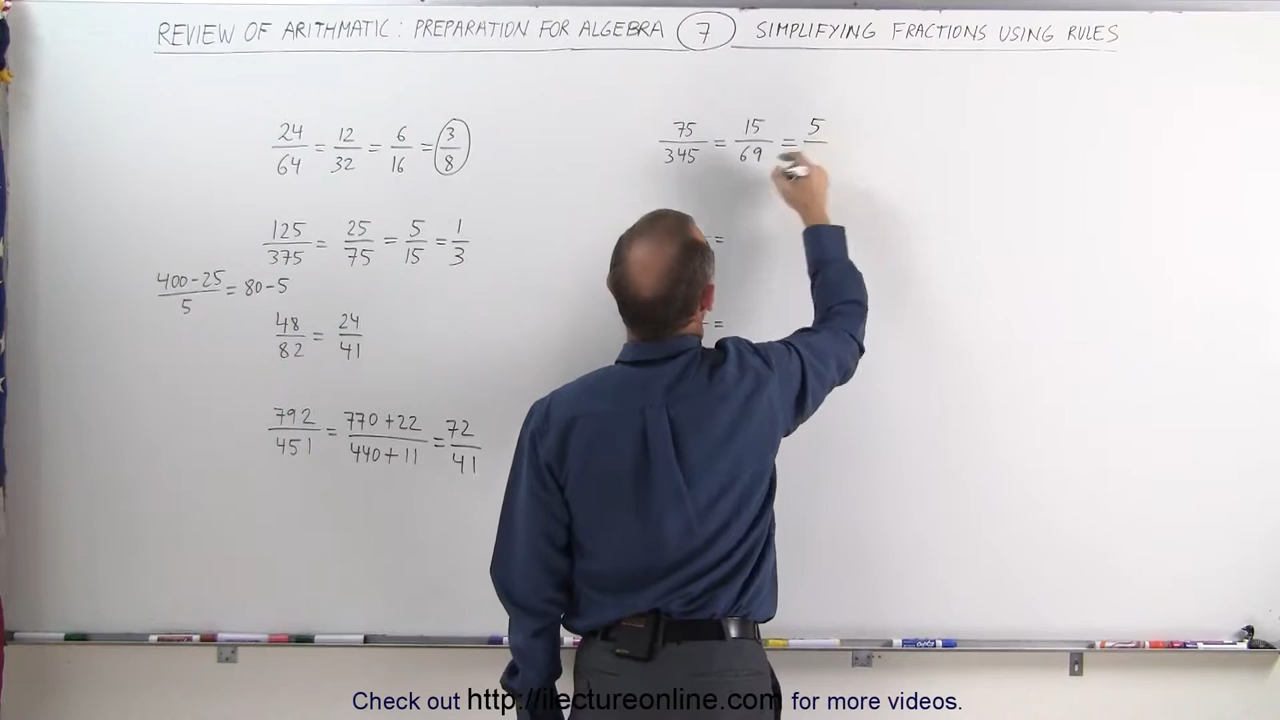 REVIEW OF ARITHMATIC : PREPARATION FOR ALGEBRA 7 SIMPLIFYING FRACTIONS USING RULES
24/64 = 12/32 = 6/16 = 3/8
125/375 = 25/75 = 5/15 = 1/3
400-25/5 = 80-5
48/82 = 24/41
792/451 = 770+22/440+11 = 72/41
75/345 = 15/69 = 5/
=
=
EXPO
Check out http://ilectureonline.com for more videos.